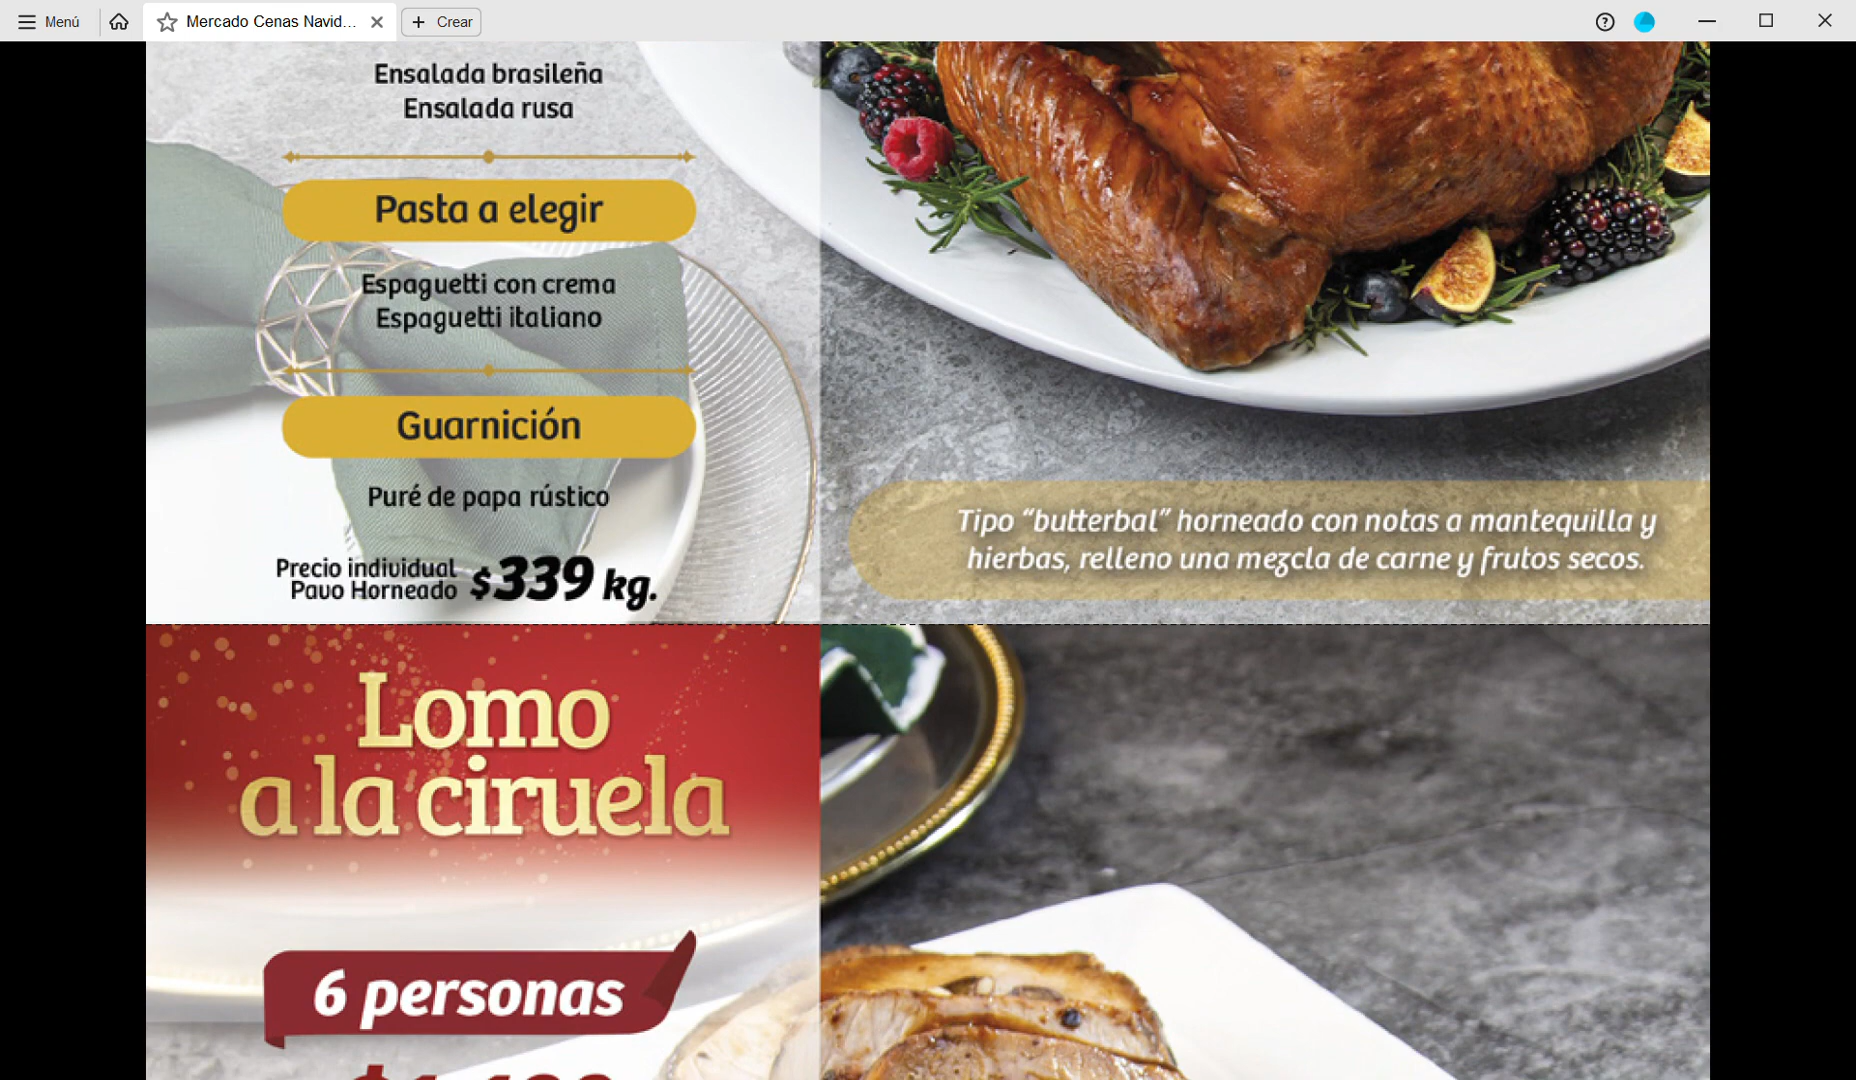 Menú
Mercado Cenas Navid...
Crear
Ensalada brasileña
Ensalada rusa
Pasta a elegir
Espaguetti con crema
Espaguetti italiano
Guarnición
Puré de papa rústico
Precio individual
Pavo Horneado $339 kg.
Tipo “butterbal” horneado con notas a mantequilla y
hierbas, relleno una mezcla de carne y frutos secos.
Lomo
a la ciruela
6 personas